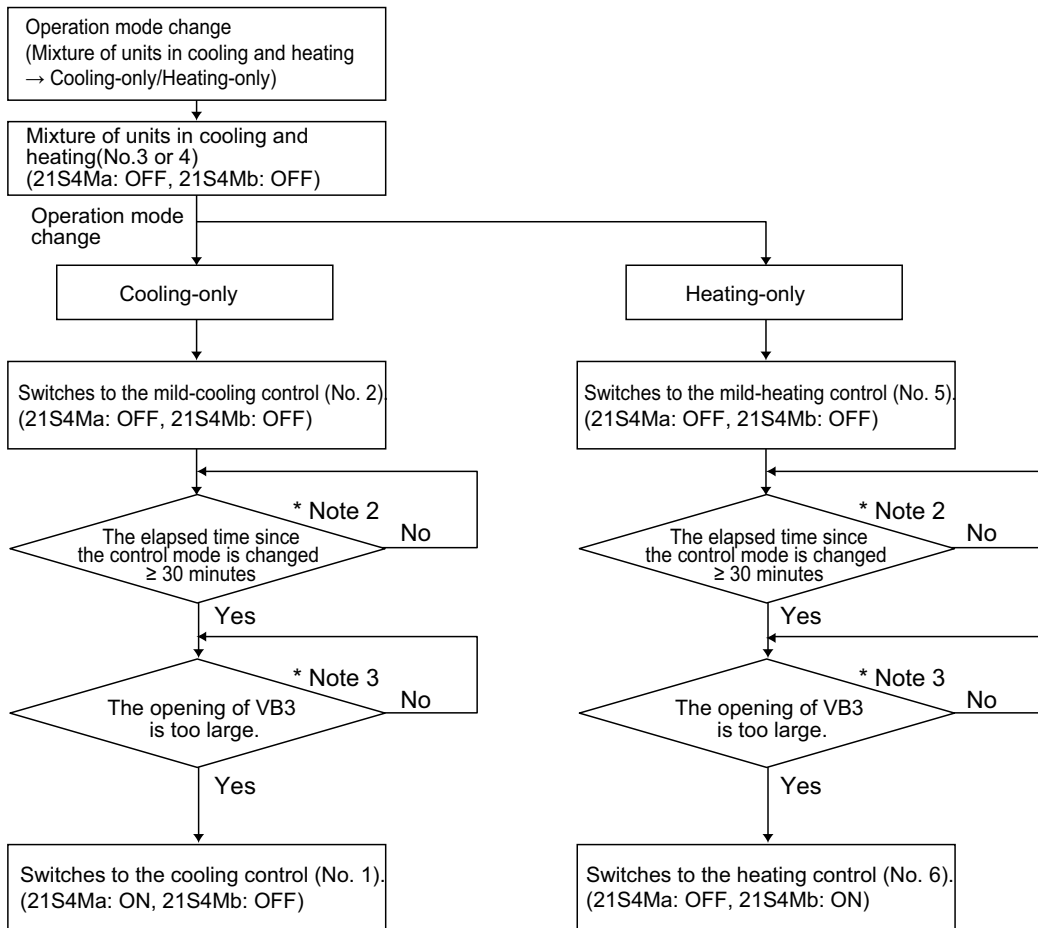 Operation mode change
(Mixture of units in cooling and heating
→ Cooling-only/Heating-only)
Mixture of units in cooling and
heating(No.3 or 4)
(21S4Ma: OFF, 21S4Mb: OFF)
Operation mode
change
Cooling-only
Heating-only
Switches to the mild-cooling control (No. 2).
(21S4Ma: OFF, 21S4Mb: OFF)
Switches to the mild-heating control (No. 5).
(21S4Ma: OFF, 21S4Mb: OFF)
* Note 2
The elapsed time since
the control mode is changed
≥ 30 minutes
No
Yes
* Note 2
The elapsed time since
the control mode is changed
≥ 30 minutes
No
Yes
* Note 3
The opening of VB3
is too large.
No
Yes
* Note 3
The opening of VB3
is too large.
No
Yes
Switches to the cooling control (No. 1).
(21S4Ma: ON, 21S4Mb: OFF)
Switches to the heating control (No. 6).
(21S4Ma: OFF, 21S4Mb: ON)